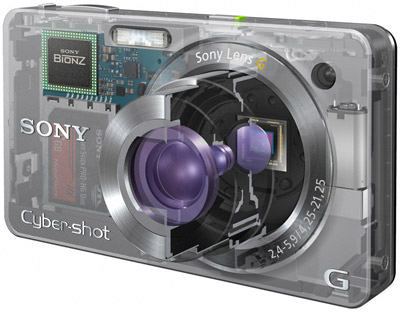 SONY
BIONZ
Sony Lens G
SONY
Cyber-shot
2,4-5,9/4,25-21,25
G